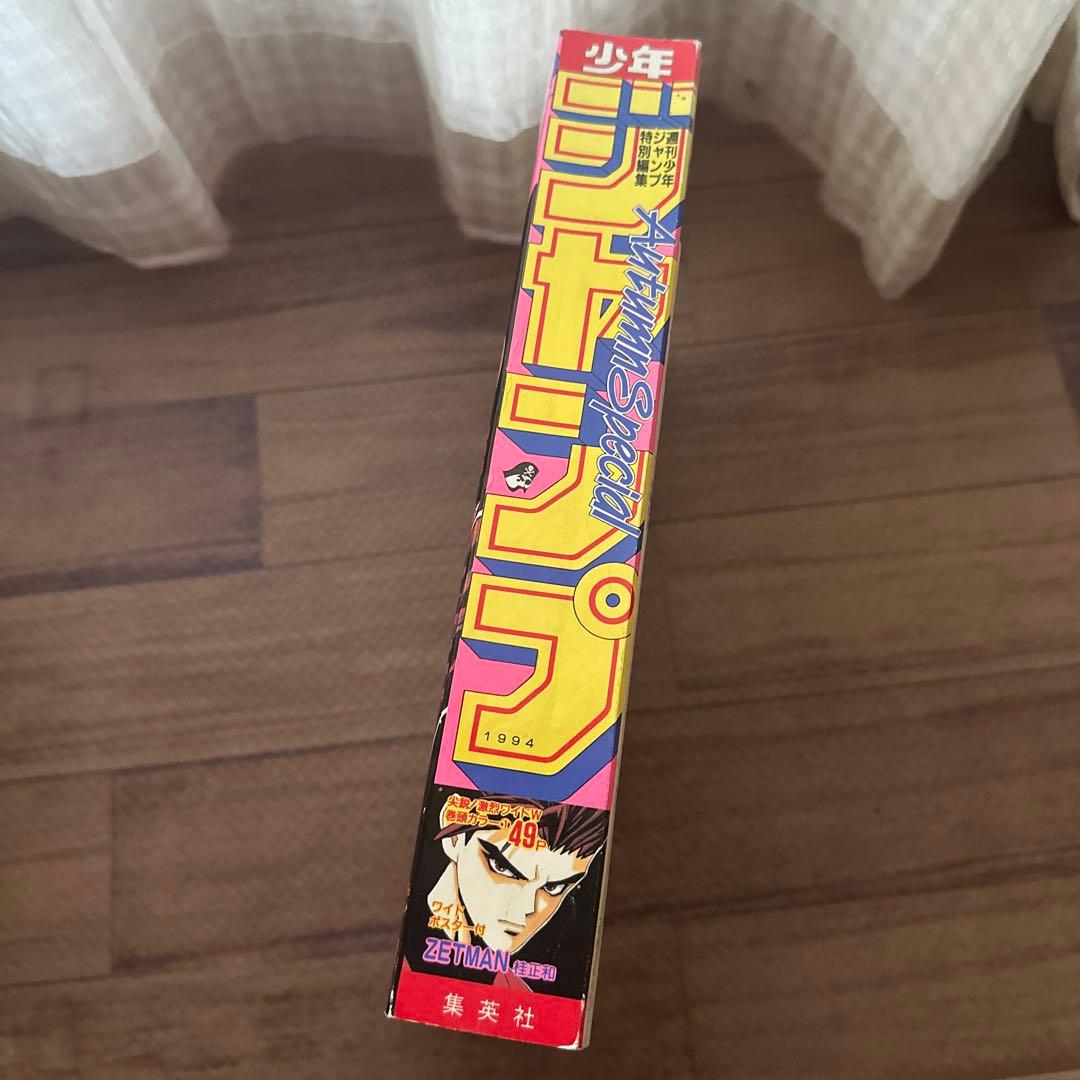 少年
ジャンプ
週刊少年
ジャンプ
特別編集
Autumn Special
1994
尖鋭!激烈ワイドW
巻頭カラー① 49P
ワイド
ポスター付
ZETMAN 桂正和
集英社